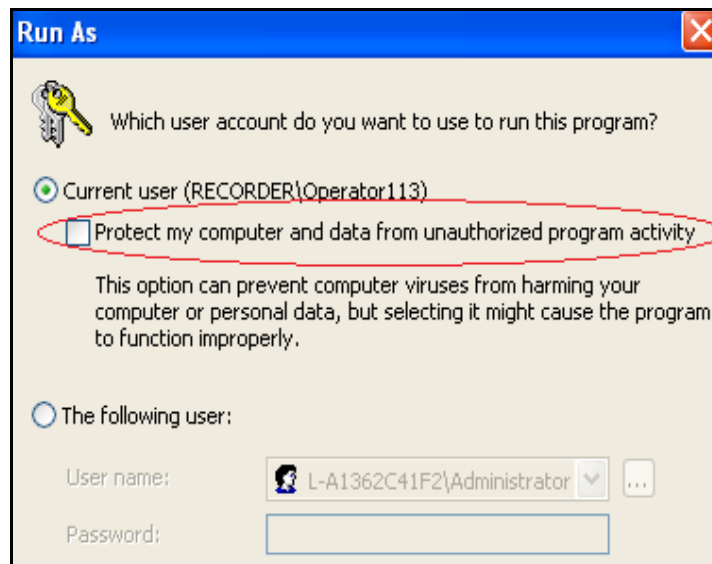 Run As
Which user account do you want to use to run this program?
Current user (RECORDER\Operator113)
Protect my computer and data from unauthorized program activity
This option can prevent computer viruses from harming your
computer or personal data, but selecting it might cause the program
to function improperly.
The following user:
User name:
L-A1362C41F2\Administrator
...
Password: